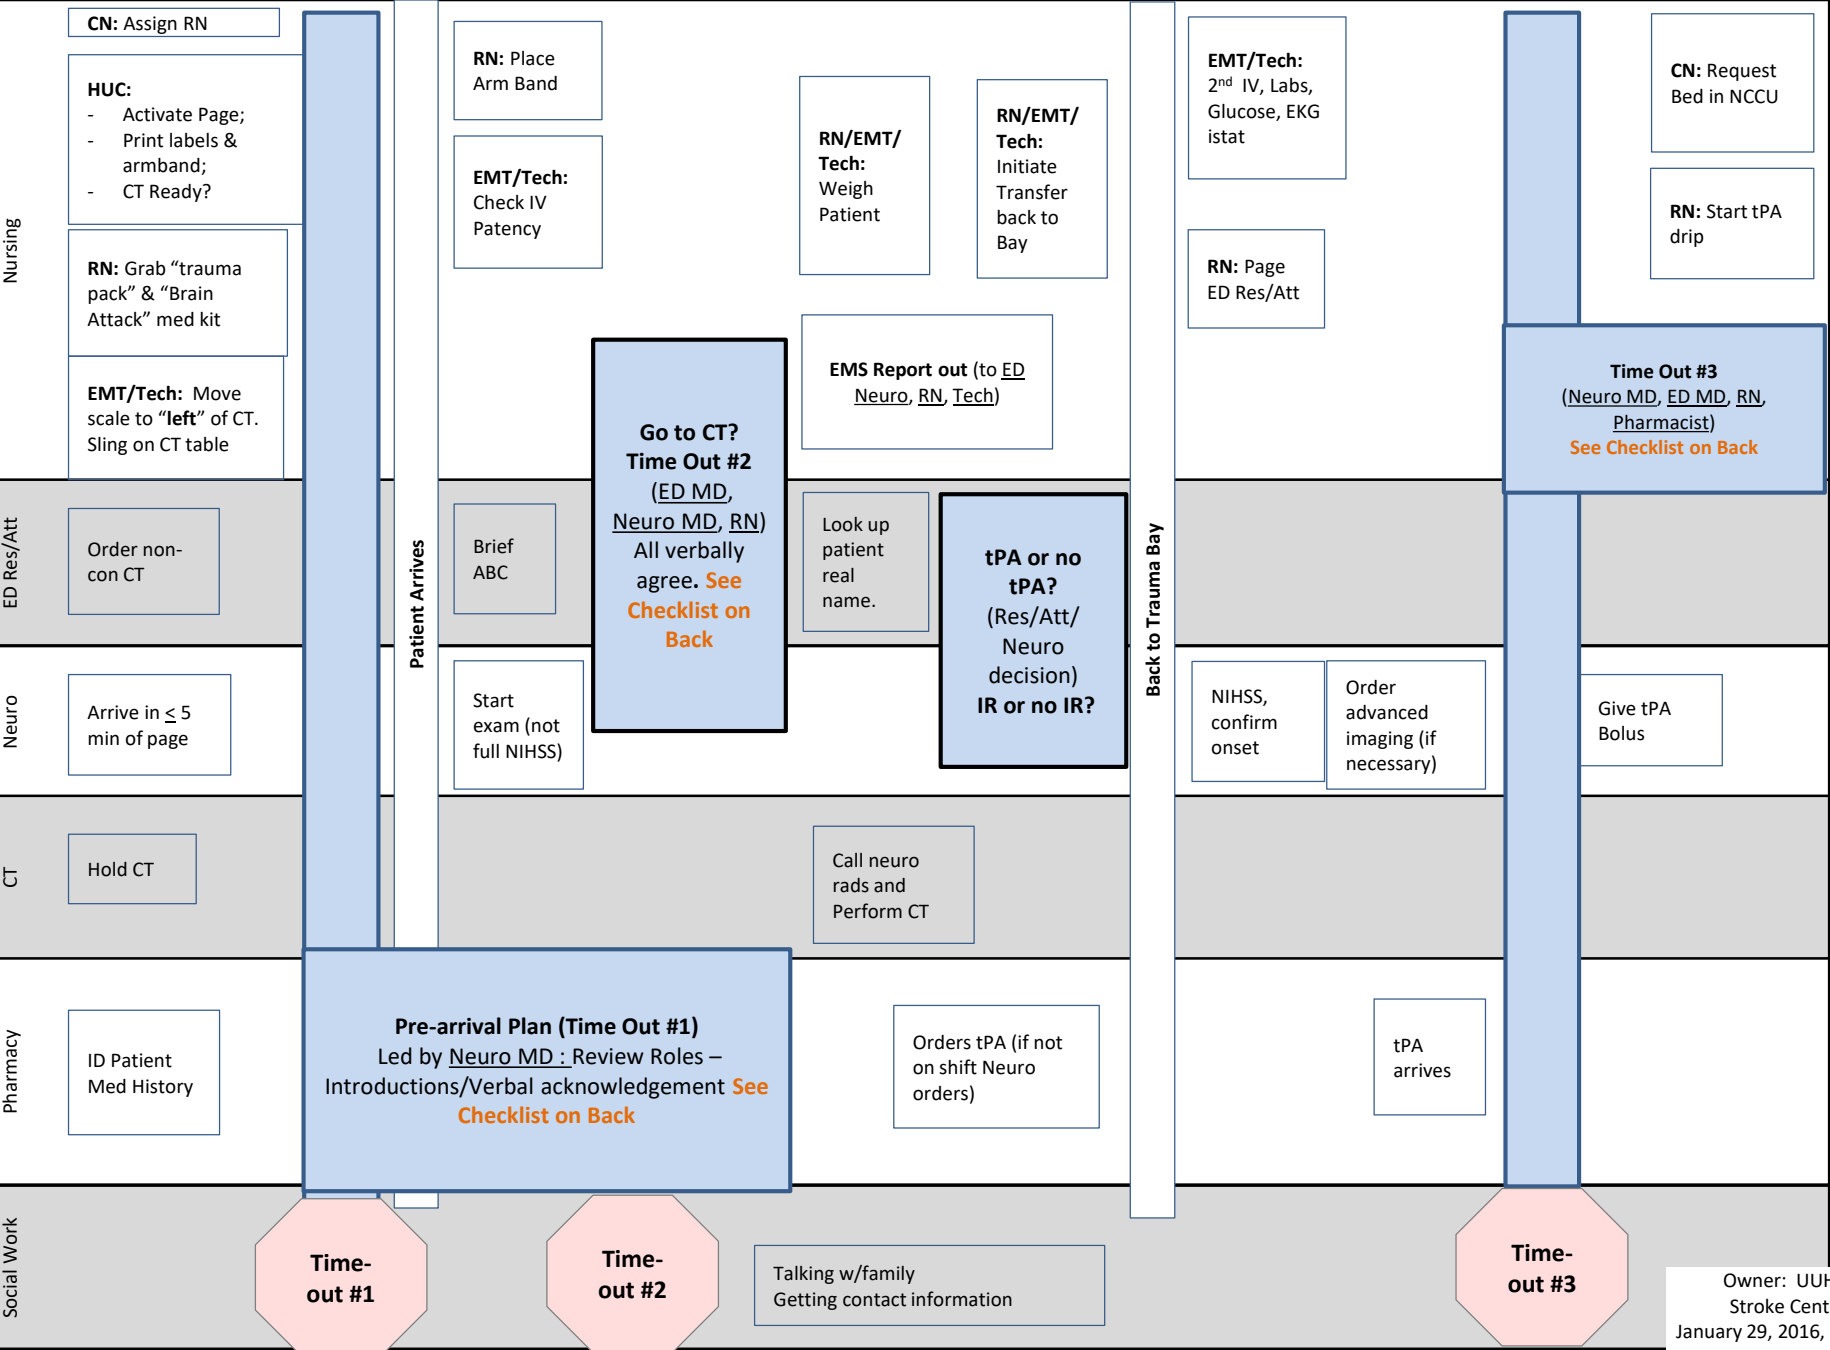 Nursing
CN: Assign RN
HUC:
- Activate Page;
- Print labels &
armband;
- CT Ready?
RN: Grab “trauma
pack” & “Brain
Attack” med kit
EMT/Tech: Move
scale to “left” of CT.
Sling on CT table
Patient Arrives
RN: Place
Arm Band
EMT/Tech:
Check IV
Patency
Go to CT?
Time Out #2
(ED MD,
Neuro MD, RN)
All verbally
agree. See
Checklist on
Back
RN/EMT/
Tech:
Weigh
Patient
RN/EMT/
Tech:
Initiate
Transfer
back to
Bay
EMS Report out (to ED
Neuro, RN, Tech)
Back to Trauma Bay
EMT/Tech:
2nd IV, Labs,
Glucose, EKG
istat
RN: Page
ED Res/Att
CN: Request
Bed in NCCU
RN: Start tPA
drip
Time Out #3
(Neuro MD, ED MD, RN,
Pharmacist)
See Checklist on Back
ED Res/Att
Order non-
con CT
Brief
ABC
Look up
patient
real
name.
tPA or no
tPA?
(Res/Att/
Neuro
decision)
IR or no IR?
Neuro
Arrive in < 5
min of page
Start
exam (not
full NIHSS)
NIHSS,
confirm
onset
Order
advanced
imaging (if
necessary)
Give tPA
Bolus
CT
Hold CT
Call neuro
rads and
Perform CT
Pharmacy
ID Patient
Med History
Pre-arrival Plan (Time Out #1)
Led by Neuro MD : Review Roles –
Introductions/Verbal acknowledgement See
Checklist on Back
Orders tPA (if not
on shift Neuro
orders)
tPA
arrives
Social Work
Time-
out #1
Time-
out #2
Talking w/family
Getting contact information
Time-
out #3
Owner: UUH
Stroke Cent
January 29, 2016,